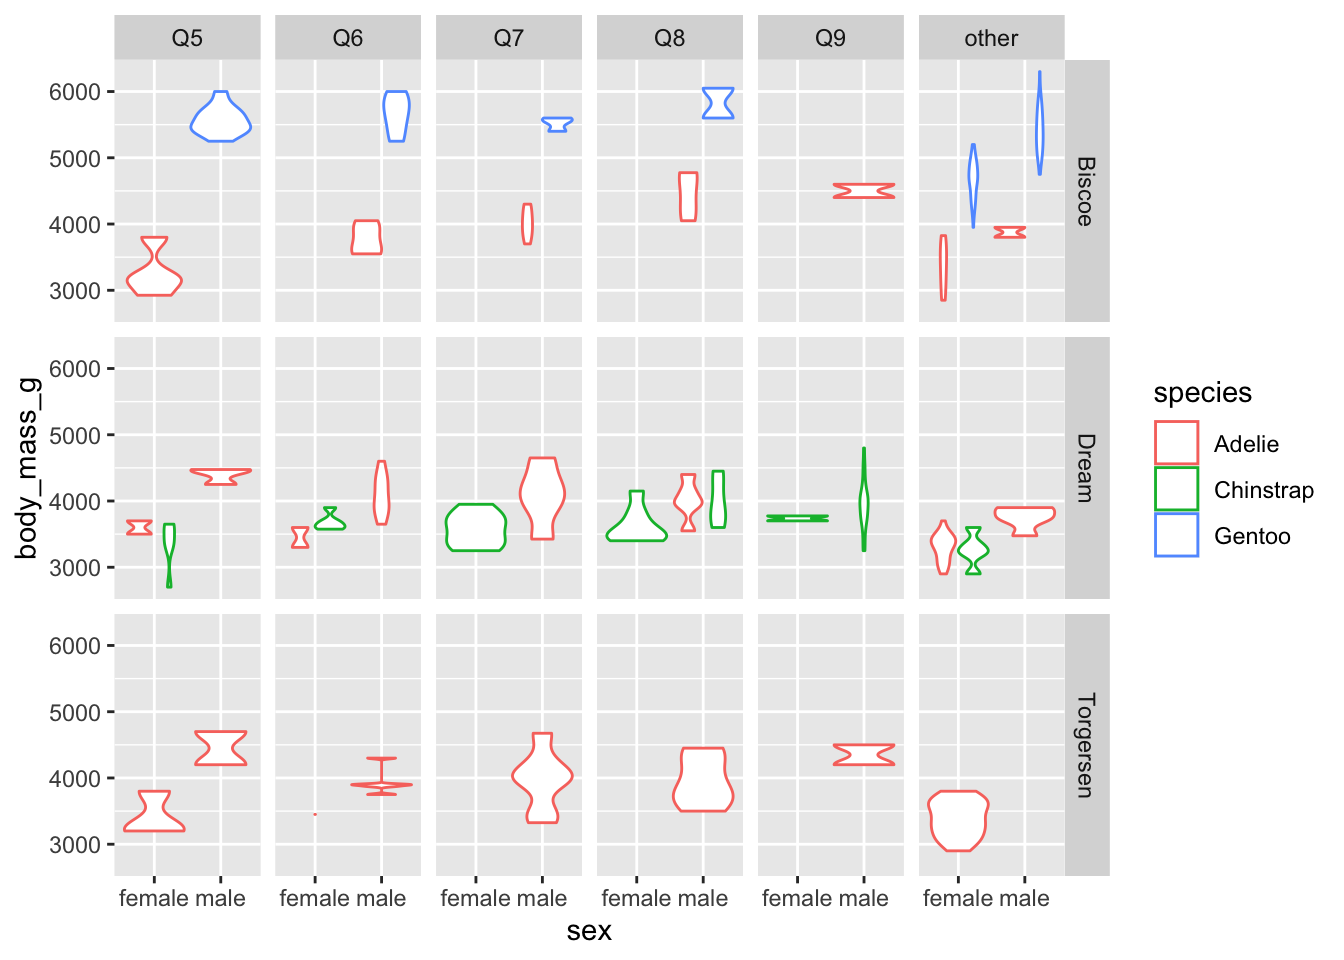 Q5 Q6 Q7 Q8 Q9 other
6000
5000
4000
3000
Biscoe
6000
5000
4000
3000
Dream
6000
5000
4000
3000
Torgersen
female male female male female male female male female male female male
sex
body_mass_g
species
Adelie
Chinstrap
Gentoo